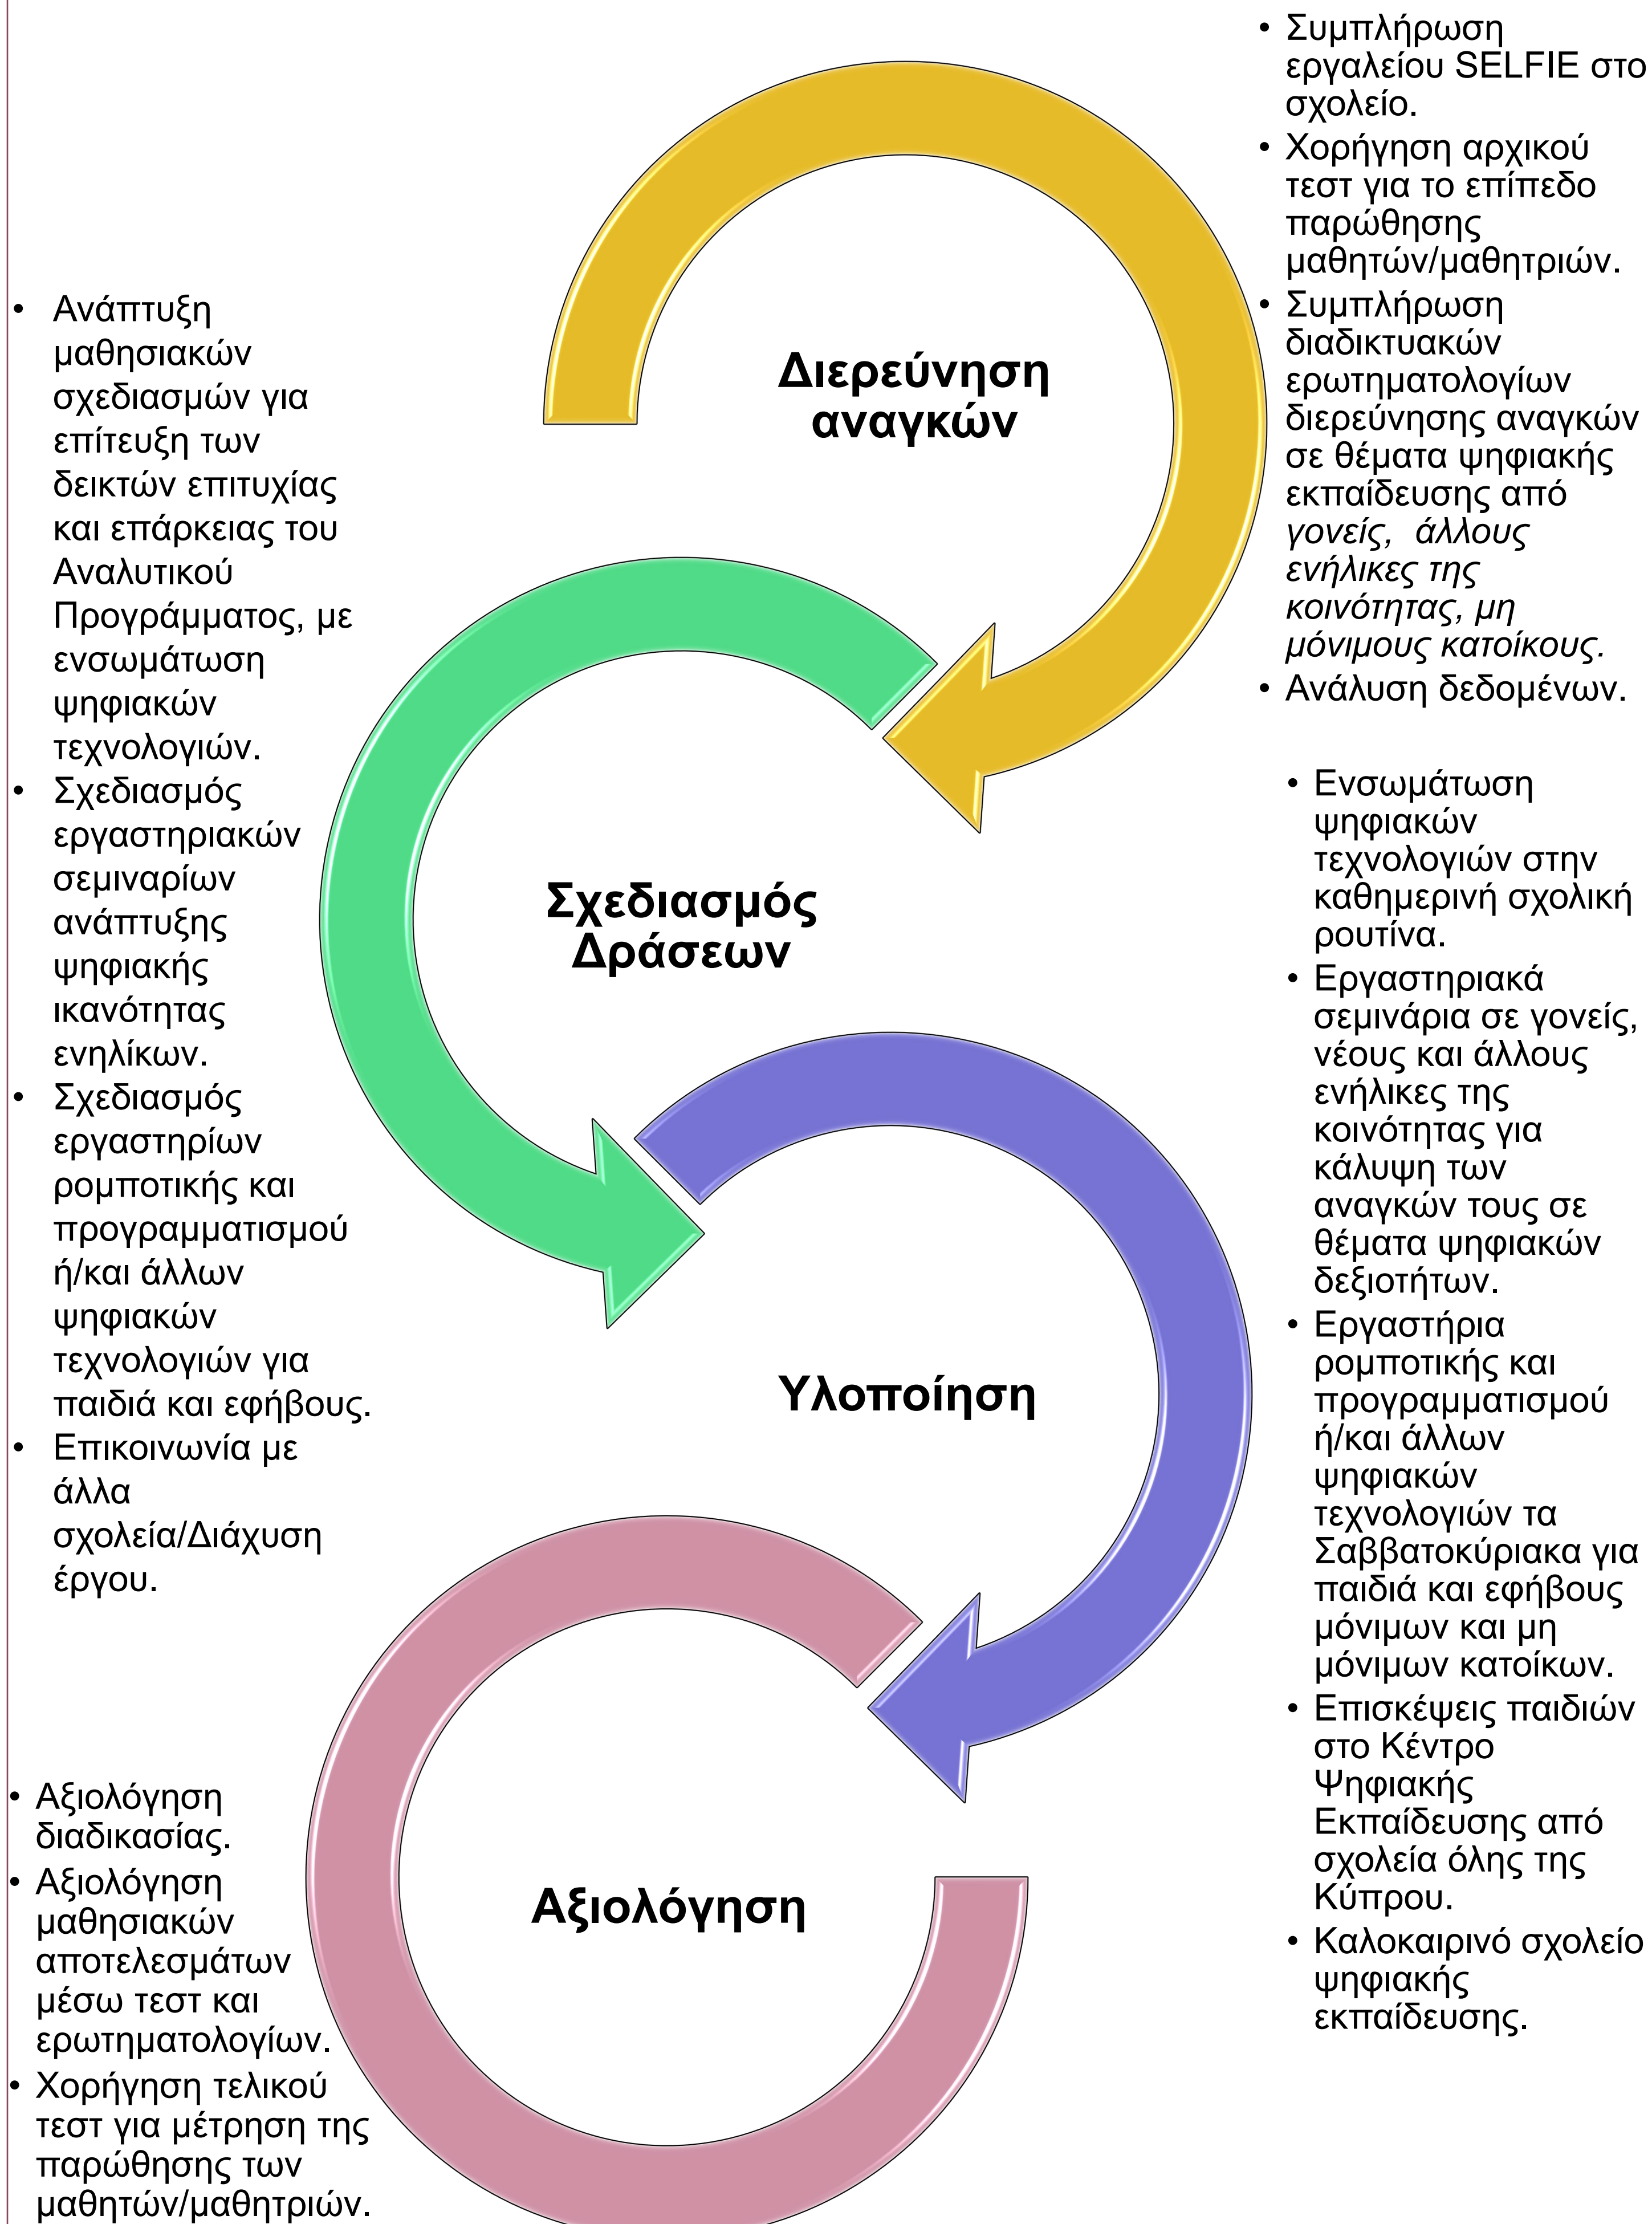 Διερεύνηση
αναγκών
• Συμπλήρωση
εργαλείου SELFIE στο
σχολείο.
• Χορήγηση αρχικού
τεστ για το επίπεδο
παρώθησης
μαθητών/μαθητριών.
• Συμπλήρωση
διαδικτυακών
ερωτηματολογίων
διερεύνησης αναγκών
σε θέματα ψηφιακής
εκπαίδευσης από
γονείς, άλλους
ενήλικες της
κοινότητας, μη
μόνιμους κατοίκους.
• Ανάλυση δεδομένων.
Σχεδιασμός
Δράσεων
• Ανάπτυξη
μαθησιακών
σχεδιασμών για
επίτευξη των
δεικτών επιτυχίας
και επάρκειας του
Αναλυτικού
Προγράμματος, με
ενσωμάτωση
ψηφιακών
τεχνολογιών.
• Σχεδιασμός
εργαστηριακών
σεμιναρίων
ανάπτυξης
ψηφιακής
ικανότητας
ενηλίκων.
• Σχεδιασμός
εργαστηρίων
ρομποτικής και
προγραμματισμού
ή/και άλλων
ψηφιακών
τεχνολογιών για
παιδιά και εφήβους.
• Επικοινωνία με
άλλα
σχολεία/Διάχυση
έργου.
Υλοποίηση
• Ενσωμάτωση
ψηφιακών
τεχνολογιών στην
καθημερινή σχολική
ρουτίνα.
• Εργαστηριακά
σεμινάρια σε γονείς,
νέους και άλλους
ενήλικες της
κοινότητας για
κάλυψη των
αναγκών τους σε
θέματα ψηφιακών
δεξιοτήτων.
• Εργαστήρια
ρομποτικής και
προγραμματισμού
ή/και άλλων
ψηφιακών
τεχνολογιών τα
Σαββατοκύριακα για
παιδιά και εφήβους
μόνιμων και μη
μόνιμων κατοίκων.
• Επισκέψεις παιδιών
στο Κέντρο
Ψηφιακής
Εκπαίδευσης από
σχολεία όλης της
Κύπρου.
• Καλοκαιρινό σχολείο
ψηφιακής
εκπαίδευσης.
Αξιολόγηση
• Αξιολόγηση
διαδικασίας.
• Αξιολόγηση
μαθησιακών
αποτελεσμάτων
μέσω τεστ και
ερωτηματολογίων.
• Χορήγηση τελικού
τεστ για μέτρηση της
παρώθησης των
μαθητών/μαθητριών.